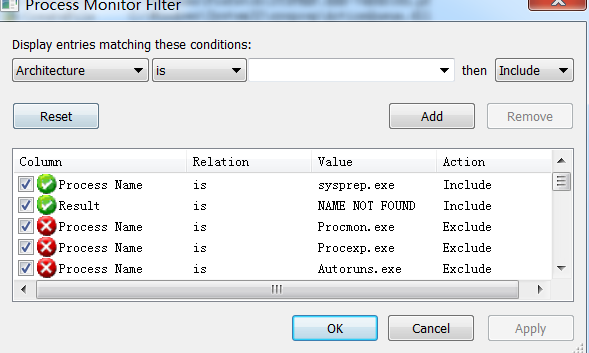 Process Monitor Filter
Display entries matching these conditions:
Architecture is then Include
Reset Add Remove
Column Relation Value Action
Process Name is sysprep.exe Include
Result is NAME NOT FOUND Include
Process Name is Procmon.exe Exclude
Process Name is Procexp.exe Exclude
Process Name is Autoruns.exe Exclude
OK Cancel Apply